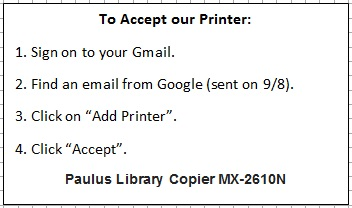 To Accept our Printer:
1. Sign on to your Gmail.
2. Find an email from Google (sent on 9/8).
3. Click on “Add Printer”.
4. Click “Accept”.
Paulus Library Copier MX-2610N